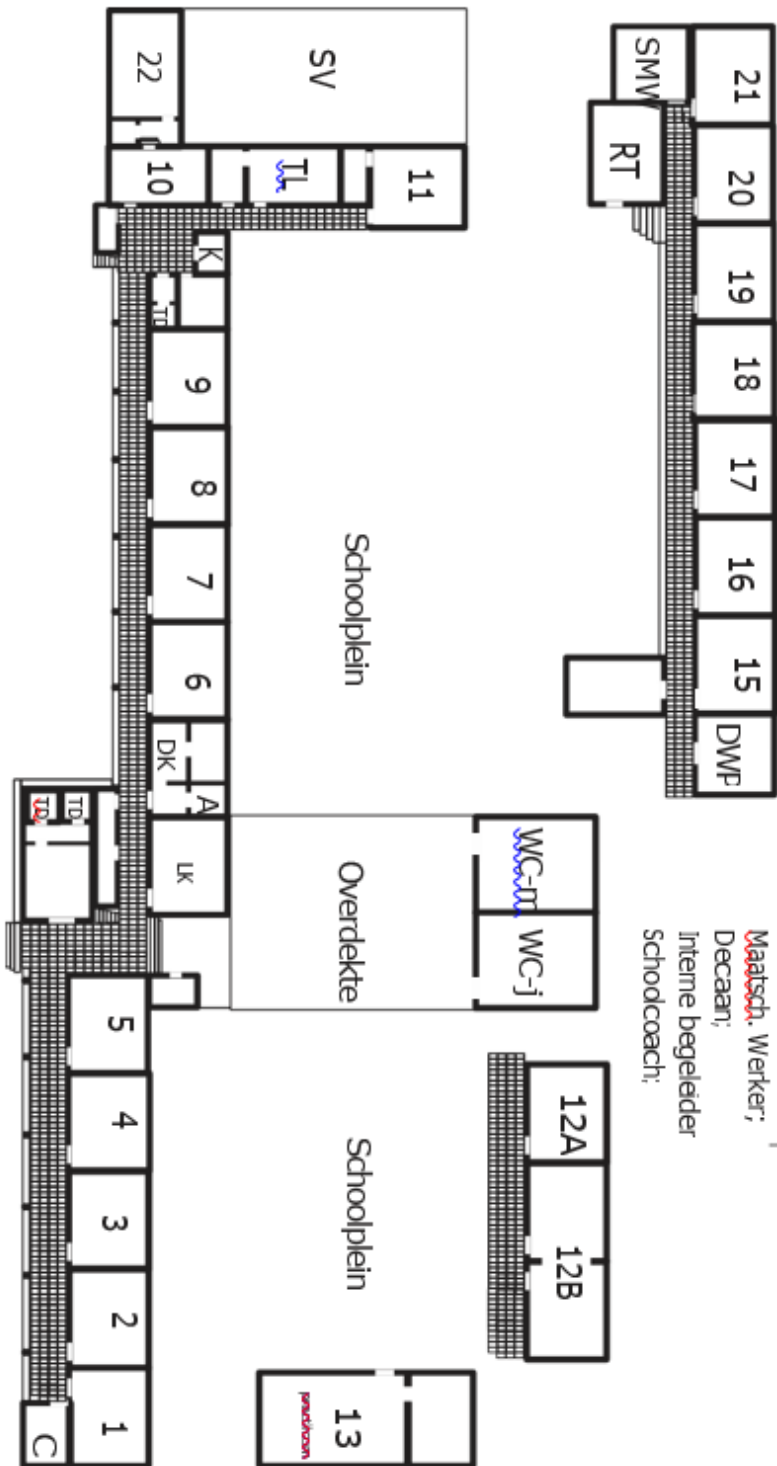 21 20 19 18 17 16 15 DWP
Maatsch. Werker;
Decaan;
Interne begeleider
Schodcoach;
SMW
RT
WC-m WC-j
12A 12B
SV
Schoolplein
Overdekte
Schoolplein
13
11
TL
10
22
K
TD
9 8 7 6
DK
A
LK
TD
TD
5 4 3 2 1
C